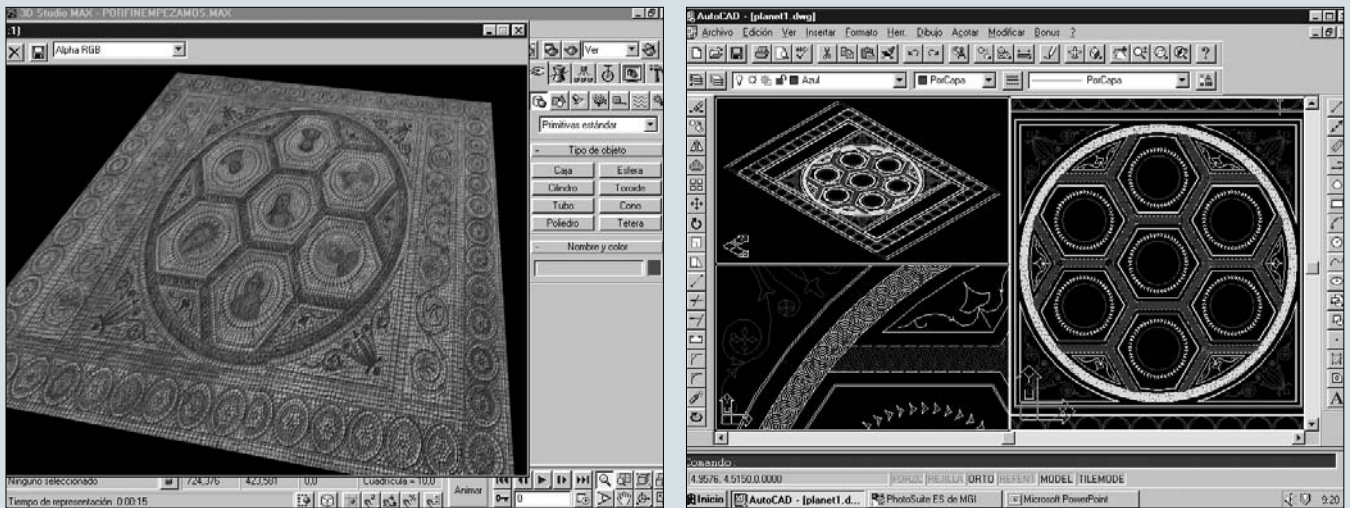 3D Studio MAX - PORFINEMPEZAMOS.MAX
:1)
Alpha RGB
Ver
Primitivas estándar
- Tipo de objeto
Caja Esfera
Cilindro Toroide
Tubo Cono
Poliedro Tetera
- Nombre y color
Ninguno seleccionado 724,376 423,581 0,0 Cuadrícula = 10,0
Animar
Tiempo de representación 0:00:15
0
AutoCAD - [planet1.dwg]
Archivo Edición Ver Insertar Formato Herr. Dibujo Acotar Modificar Bonus ?
Azul PorCapa PorCapa
Comando:
4.9576, 4.5150,0.0000 FORZC REJILLA ORTO REFENT MODEL TILEMODE
Inicio AutoCAD - [planet1.d... PhotoSuite ES de MGI Microsoft PowerPoint 9:20